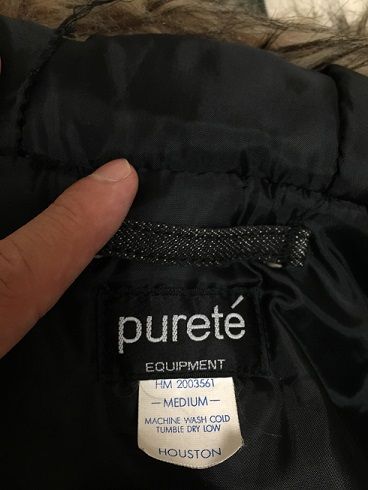 pureté
EQUIPMENT
HM 2003561
-MEDIUM-
MACHINE WASH COLD
TUMBLE DRY LOW
HOUSTON